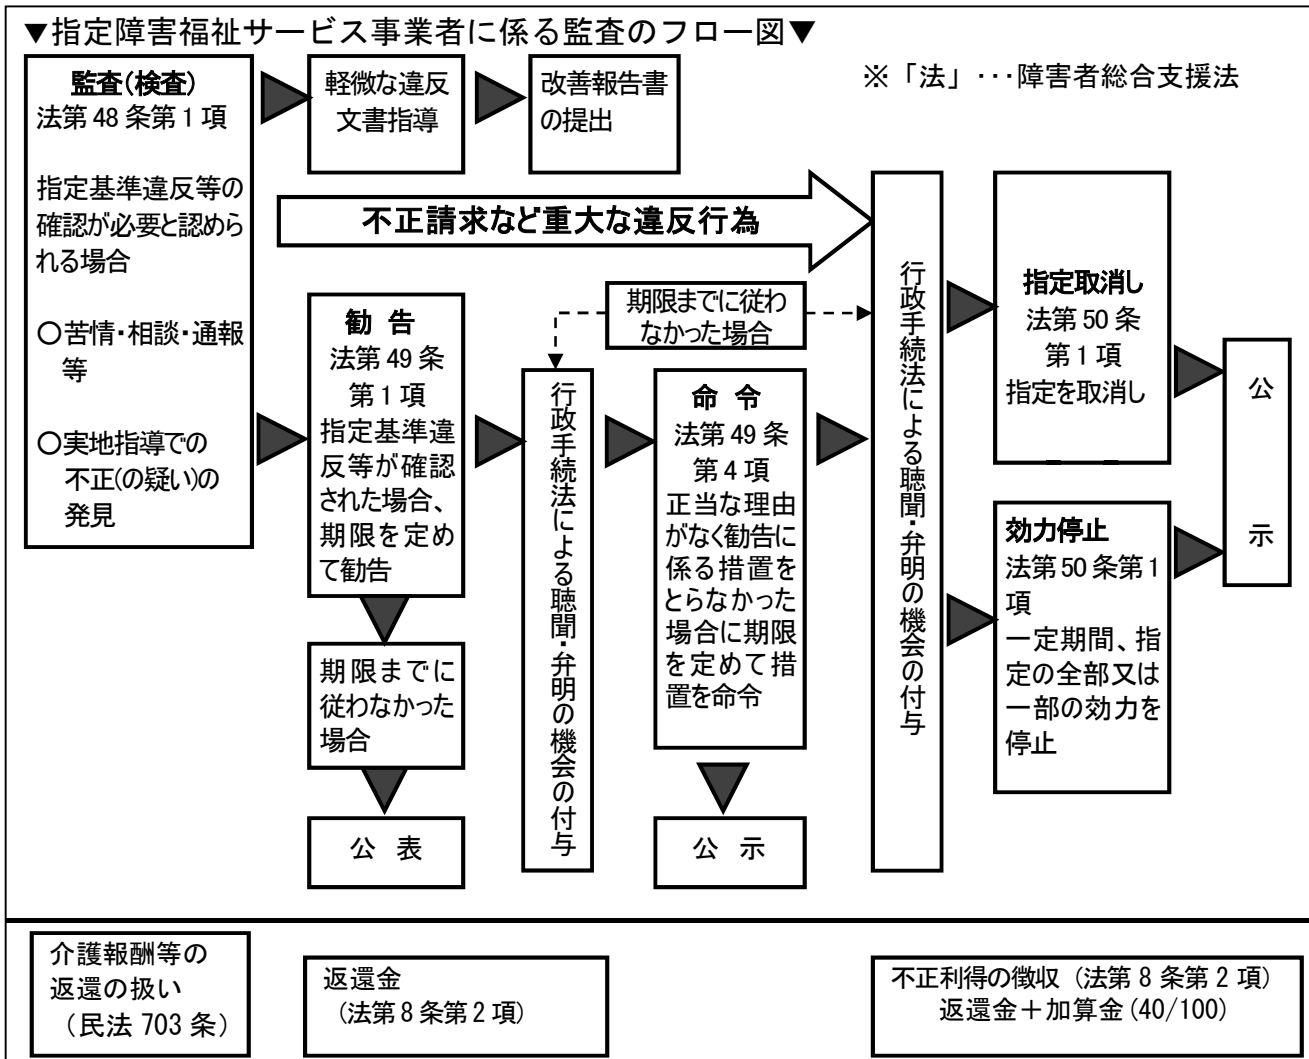 ▼指定障害福祉サービス事業者に係る監査のフロー図▼
※「法」…障害者総合支援法
監査(検査)
法第48条第1項
指定基準違反等の
確認が必要と認めら
れる場合
○苦情・相談・通報
等
○実地指導での
不正(の疑い)の
発見
軽微な違反
文書指導
改善報告書
の提出
不正請求など重大な違反行為
期限までに従わ
なかった場合
勧 告
法第49条
第1項
指定基準違
反等が確認
された場合、
期限を定め
て勧告
期限までに
従わなかった
場合
公 表
行政手続法による聴聞・弁明の機会の付与
命 令
法第49条
第4項
正当な理由
がなく勧告に
係る措置を
とらなかった
場合に期限
を定めて措
置を命令
公 示
行政手続法による聴聞・弁明の機会の付与
指定取消し
法第50条
第1項
指定を取消し
効力停止
法第50条第1
項
一定期間、指
定の全部又は
一部の効力を
停止
公 示
介護報酬等の
返還の扱い
（民法703条）
返還金
（法第8条第2項）
不正利得の徴収（法第8条第2項）
返還金＋加算金(40/100)